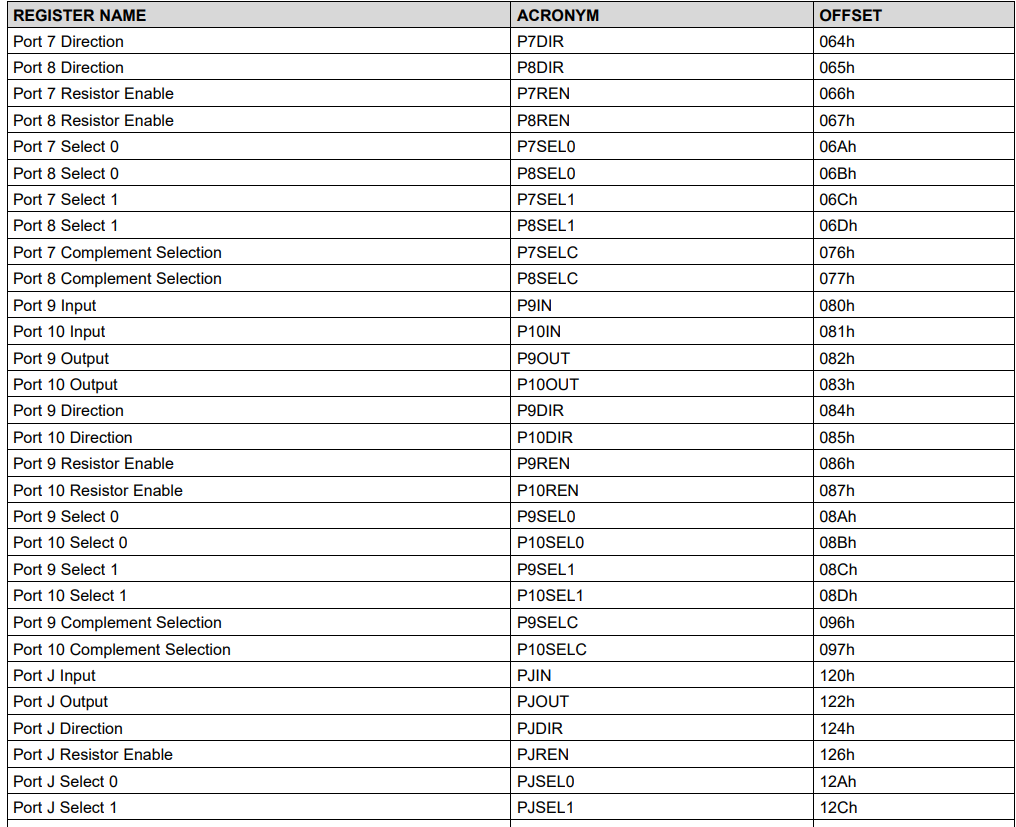 REGISTER NAME ACRONYM OFFSET
Port 7 Direction P7DIR 064h
Port 8 Direction P8DIR 065h
Port 7 Resistor Enable P7REN 066h
Port 8 Resistor Enable P8REN 067h
Port 7 Select 0 P7SEL0 06Ah
Port 8 Select 0 P8SEL0 06Bh
Port 7 Select 1 P7SEL1 06Ch
Port 8 Select 1 P8SEL1 06Dh
Port 7 Complement Selection P7SELC 076h
Port 8 Complement Selection P8SELC 077h
Port 9 Input P9IN 080h
Port 10 Input P10IN 081h
Port 9 Output P9OUT 082h
Port 10 Output P10OUT 083h
Port 9 Direction P9DIR 084h
Port 10 Direction P10DIR 085h
Port 9 Resistor Enable P9REN 086h
Port 10 Resistor Enable P10REN 087h
Port 9 Select 0 P9SEL0 08Ah
Port 10 Select 0 P10SEL0 08Bh
Port 9 Select 1 P9SEL1 08Ch
Port 10 Select 1 P10SEL1 08Dh
Port 9 Complement Selection P9SELC 096h
Port 10 Complement Selection P10SELC 097h
Port J Input PJIN 120h
Port J Output PJOUT 122h
Port J Direction PJDIR 124h
Port J Resistor Enable PJREN 126h
Port J Select 0 PJSEL0 12Ah
Port J Select 1 PJSEL1 12Ch